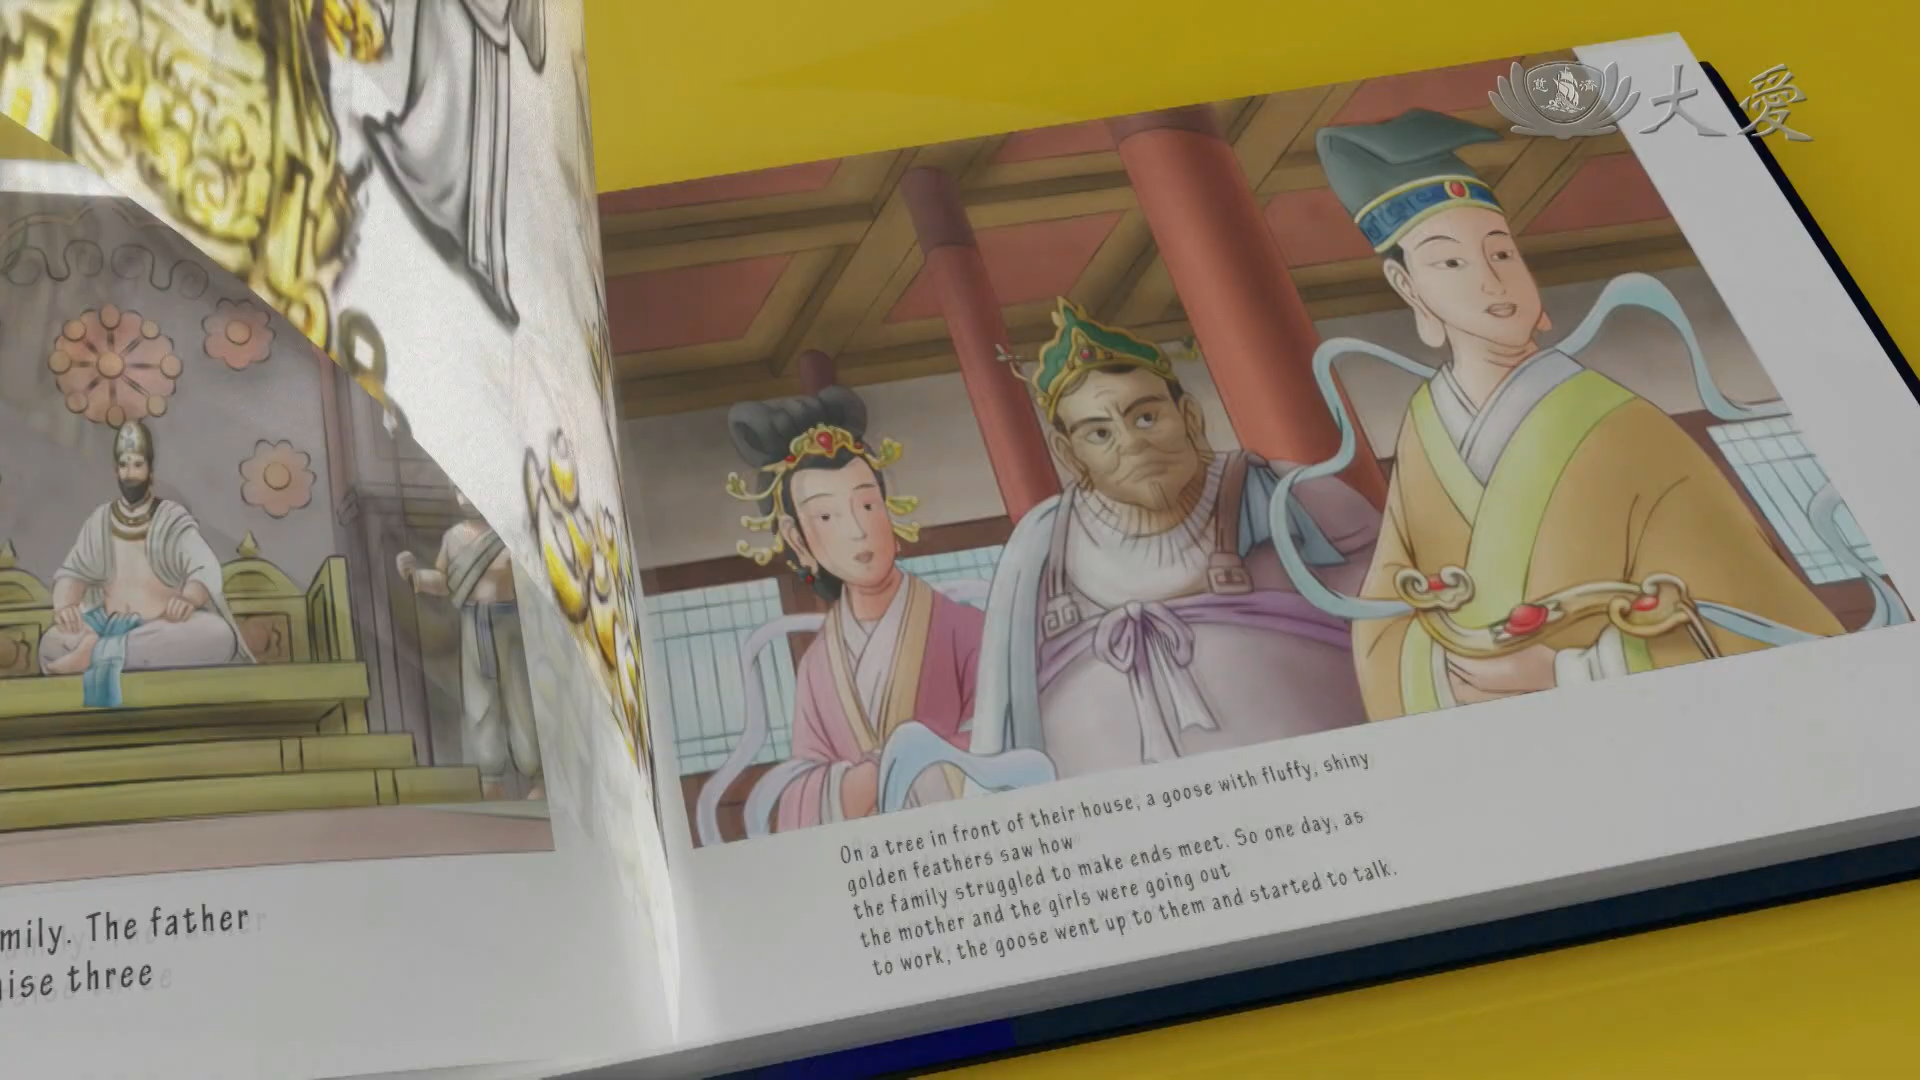 慈濟
大愛
mily. The father
ise three
On a tree in front of their house, a goose with fluffy, shiny
golden feathers saw how
the family struggled to make ends meet. So one day, as
the mother and the girls were going out
to work, the goose went up to them and started to talk.